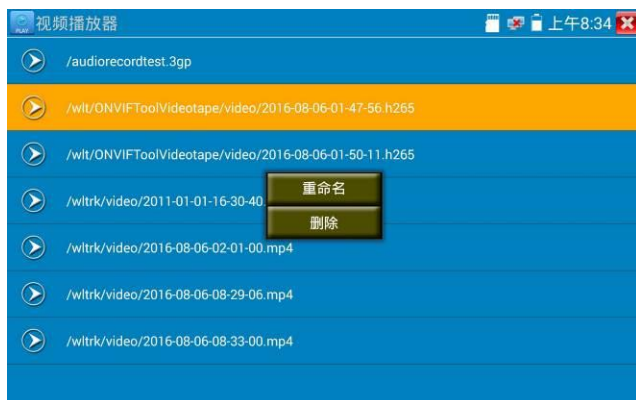 PLAY 视频播放器 上午8:34
/audiorecordtest.3gp
/wlt/ONVIFToolVideotape/video/2016-08-06-01-47-56.h265
/wlt/ONVIFToolVideotape/video/2016-08-06-01-50-11.h265
重命名
/wltrk/video/2011-01-01-16-30-40.
删除
/wltrk/video/2016-08-06-02-01-00.mp4
/wltrk/video/2016-08-06-08-29-06.mp4
/wltrk/video/2016-08-06-08-33-00.mp4